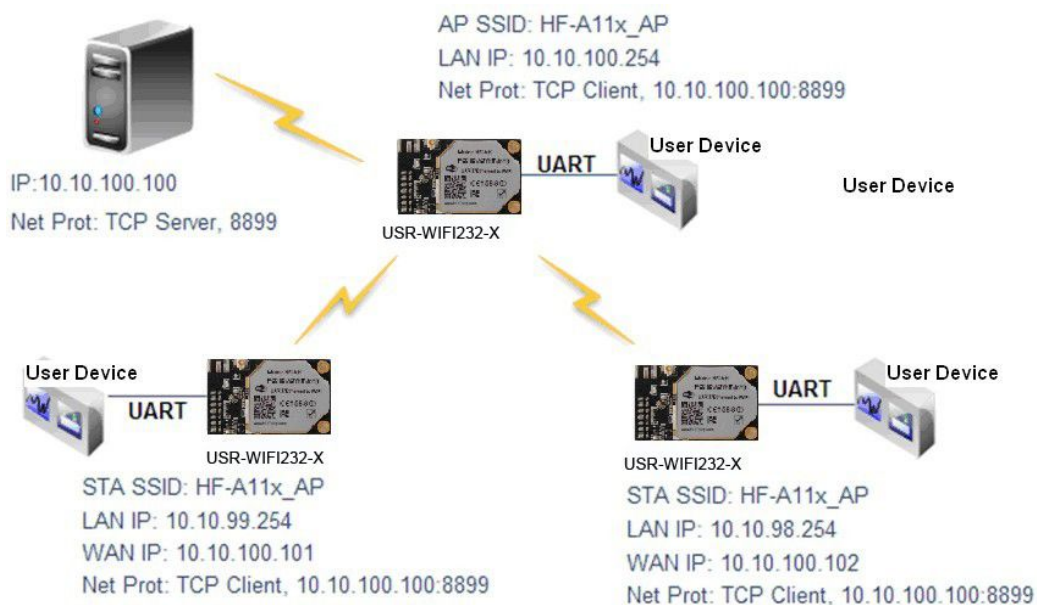 AP SSID: HF-A11x_AP
LAN IP: 10.10.100.254
Net Prot: TCP Client, 10.10.100.100:8899
IP:10.10.100.100
Net Prot: TCP Server, 8899
UART
User Device
User Device
USR-WIFI232-X
User Device
UART
USR-WIFI232-X
STA SSID: HF-A11x_AP
LAN IP: 10.10.99.254
WAN IP: 10.10.100.101
Net Prot: TCP Client, 10.10.100.100:8899
UART
User Device
USR-WIFI232-X
STA SSID: HF-A11x_AP
LAN IP: 10.10.98.254
WAN IP: 10.10.100.102
Net Prot: TCP Client, 10.10.100.100:8899